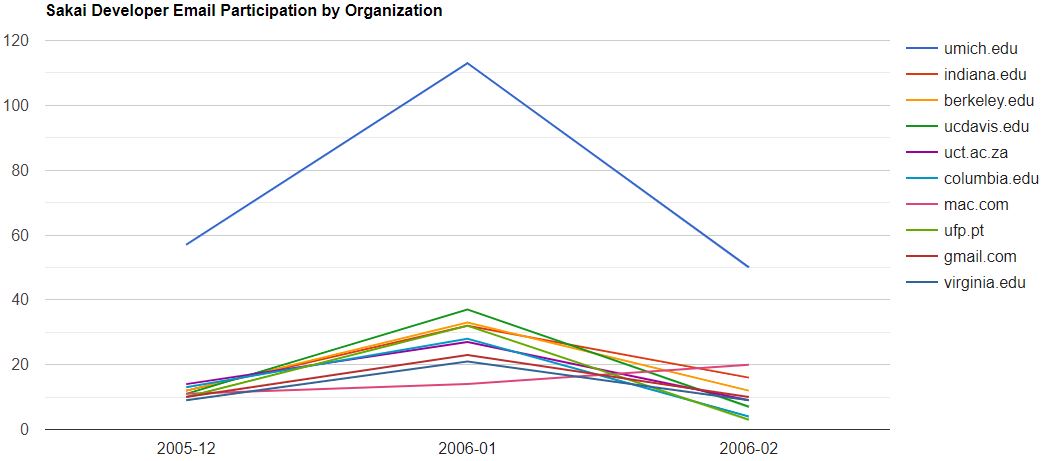 Sakai Developer Email Participation by Organization
120
100
80
60
40
20
0
2005-12
2006-01
2006-02
umich.edu
indiana.edu
berkeley.edu
ucdavis.edu
uct.ac.za
columbia.edu
mac.com
ufp.pt
gmail.com
virginia.edu